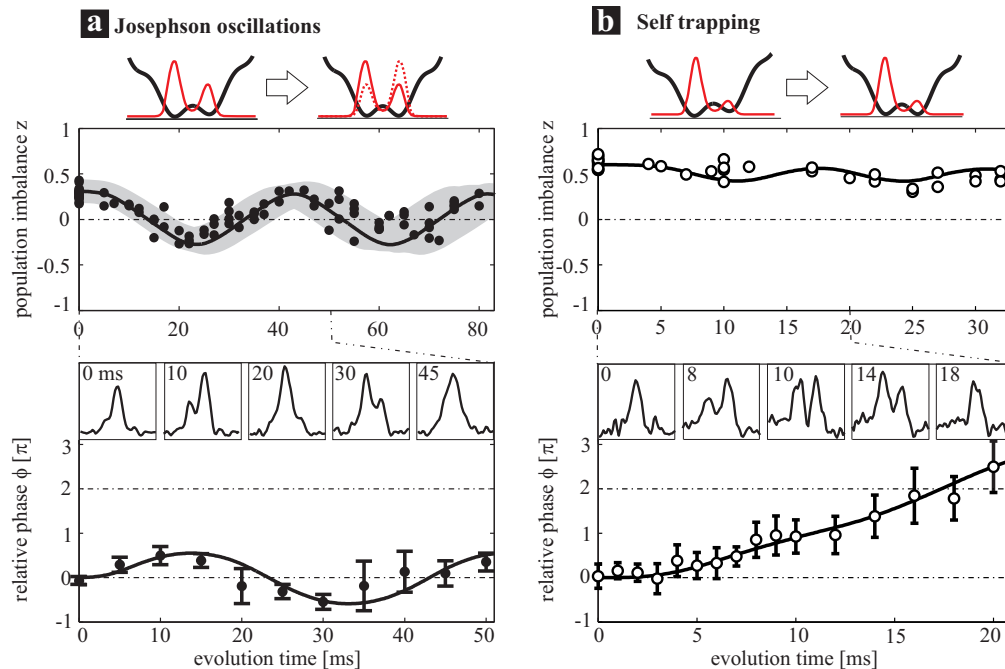 a Josephson oscillations
population imbalance z
1
0.5
0
-0.5
-1
0 20 40 60 80
0 ms 10 20 30 45
relative phase ϕ [π]
3
2
1
0
-1
0 10 20 30 40 50
evolution time [ms]
b Self trapping
population imbalance z
1
0.5
0
-0.5
-1
0 5 10 15 20 25 30
0 8 10 14 18
relative phase ϕ [π]
3
2
1
0
-1
0 5 10 15 20
evolution time [ms]